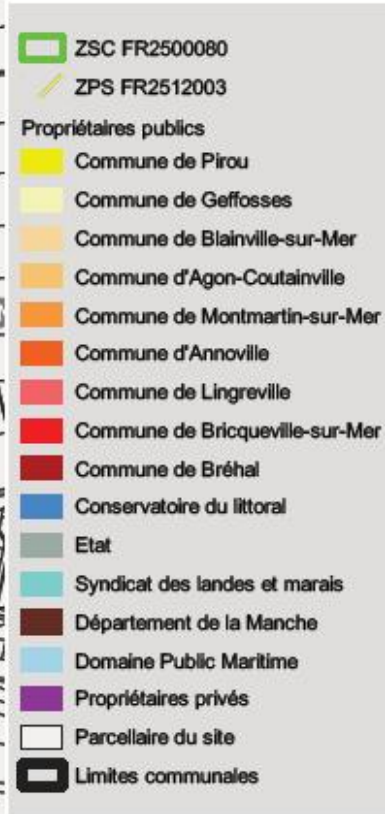 ZSC FR2500080
ZPS FR2512003
Propriétaires publics
Commune de Pirou
Commune de Geffosses
Commune de Blainville-sur-Mer
Commune d'Agon-Coutainville
Commune de Montmartin-sur-Mer
Commune d'Annoville
Commune de Lingreville
Commune de Bricqueville-sur-Mer
Commune de Bréhal
Conservatoire du littoral
Etat
Syndicat des landes et marais
Département de la Manche
Domaine Public Maritime
Propriétaires privés
Parcellaire du site
Limites communales